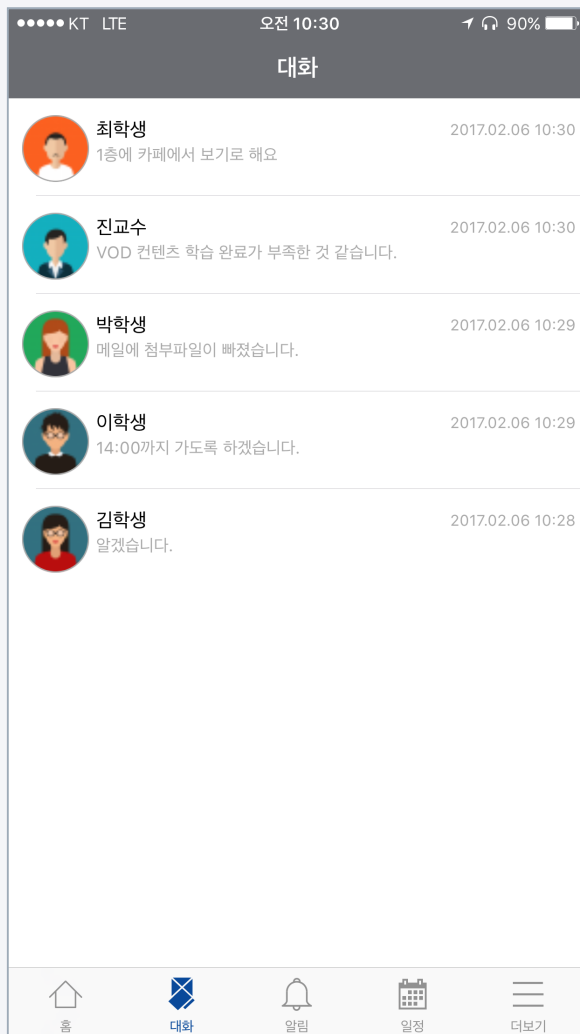 KT LTE 오전 10:30 90%
대화
최학생 2017.02.06 10:30
1층에 카페에서 보기로 해요
진교수 2017.02.06 10:30
VOD 컨텐츠 학습 완료가 부족한 것 같습니다.
박학생 2017.02.06 10:29
메일에 첨부파일이 빠졌습니다.
이학생 2017.02.06 10:29
14:00까지 가도록 하겠습니다.
김학생 2017.02.06 10:28
알겠습니다.
홈 대화 알림 일정 더보기